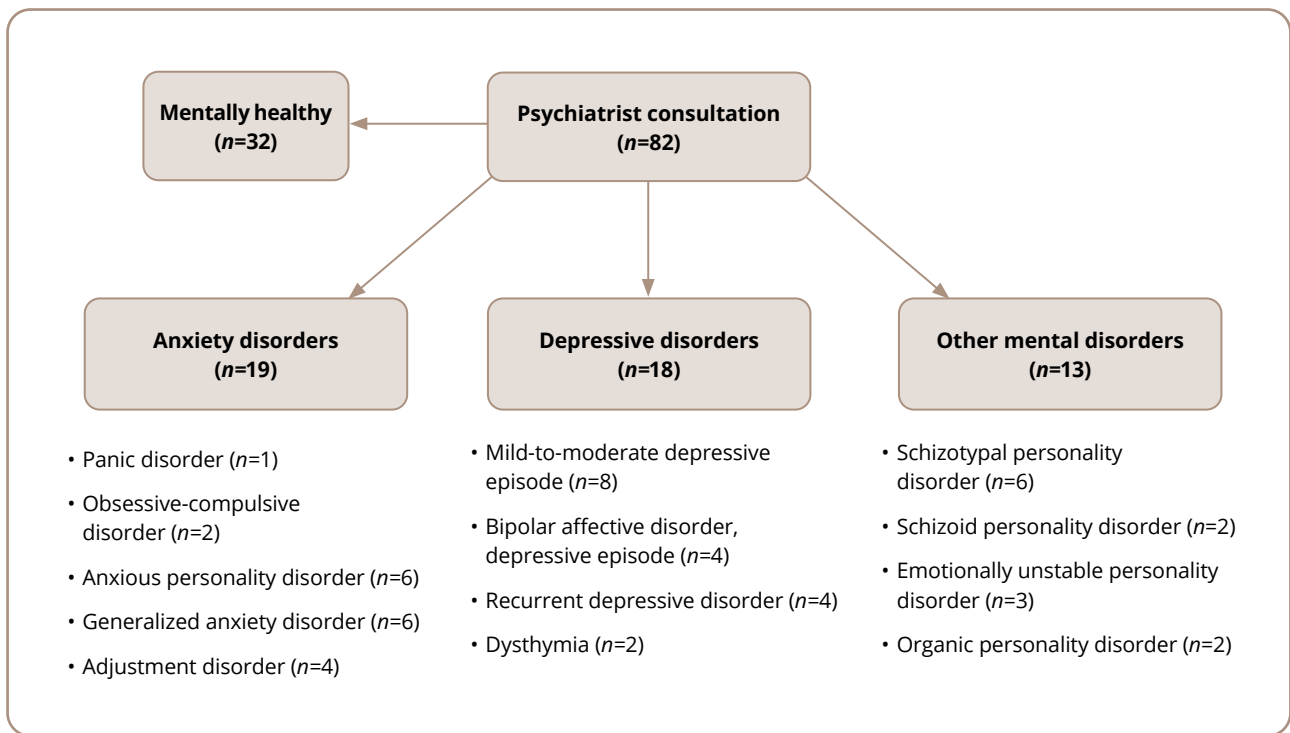 Mentally healthy
(n=32)
Psychiatrist consultation
(n=82)
Anxiety disorders
(n=19)
Depressive disorders
(n=18)
Other mental disorders
(n=13)
• Panic disorder (n=1)
• Obsessive-compulsive
disorder (n=2)
• Anxious personality disorder (n=6)
• Generalized anxiety disorder (n=6)
• Adjustment disorder (n=4)
• Mild-to-moderate depressive
episode (n=8)
• Bipolar affective disorder,
depressive episode (n=4)
• Recurrent depressive disorder (n=4)
• Dysthymia (n=2)
• Schizotypal personality
disorder (n=6)
• Schizoid personality disorder (n=2)
• Emotionally unstable personality
disorder (n=3)
• Organic personality disorder (n=2)